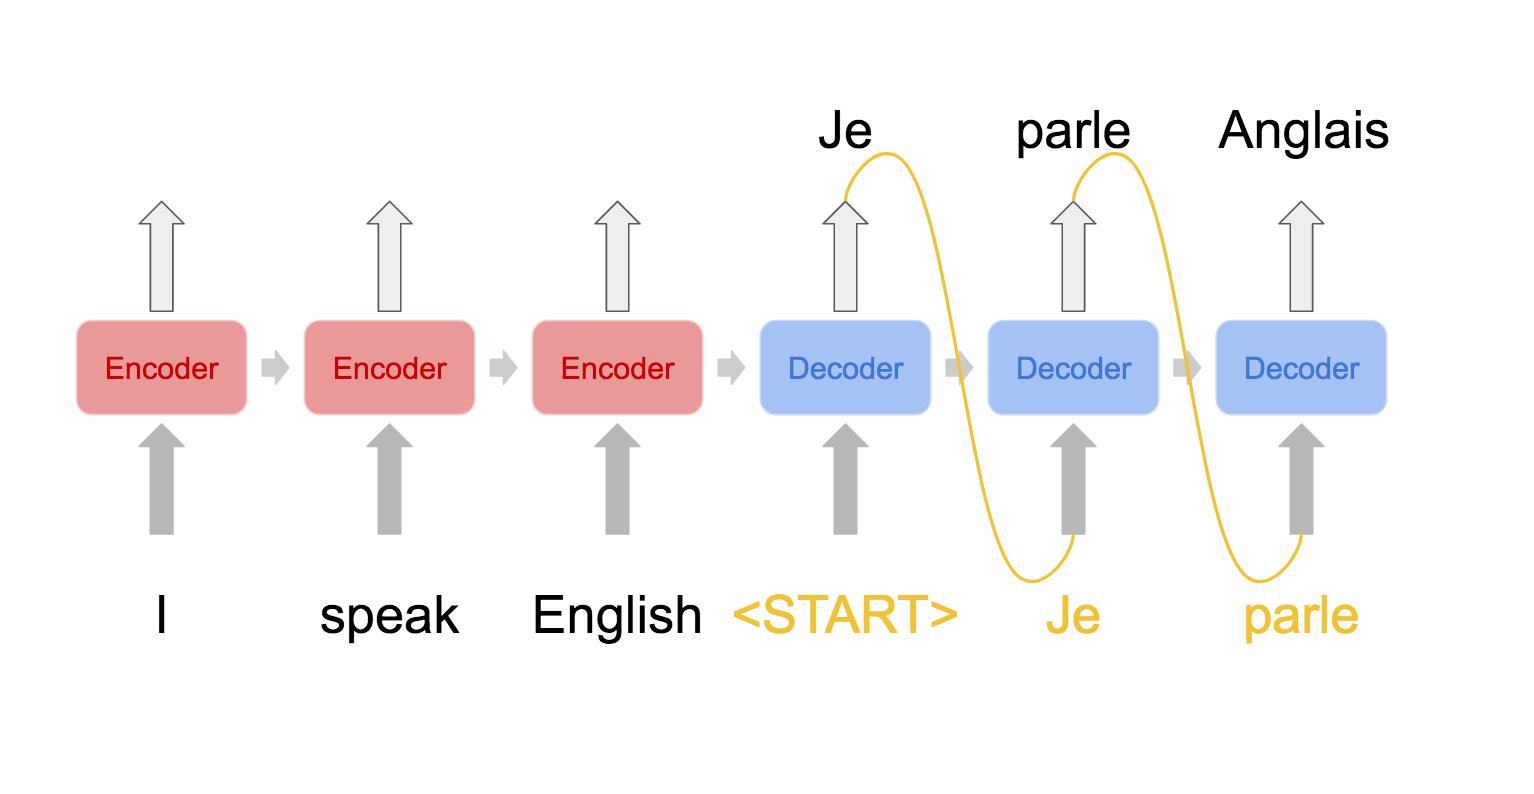 Je parle Anglais
Encoder Encoder Encoder Decoder Decoder Decoder
I speak English <START> Je parle